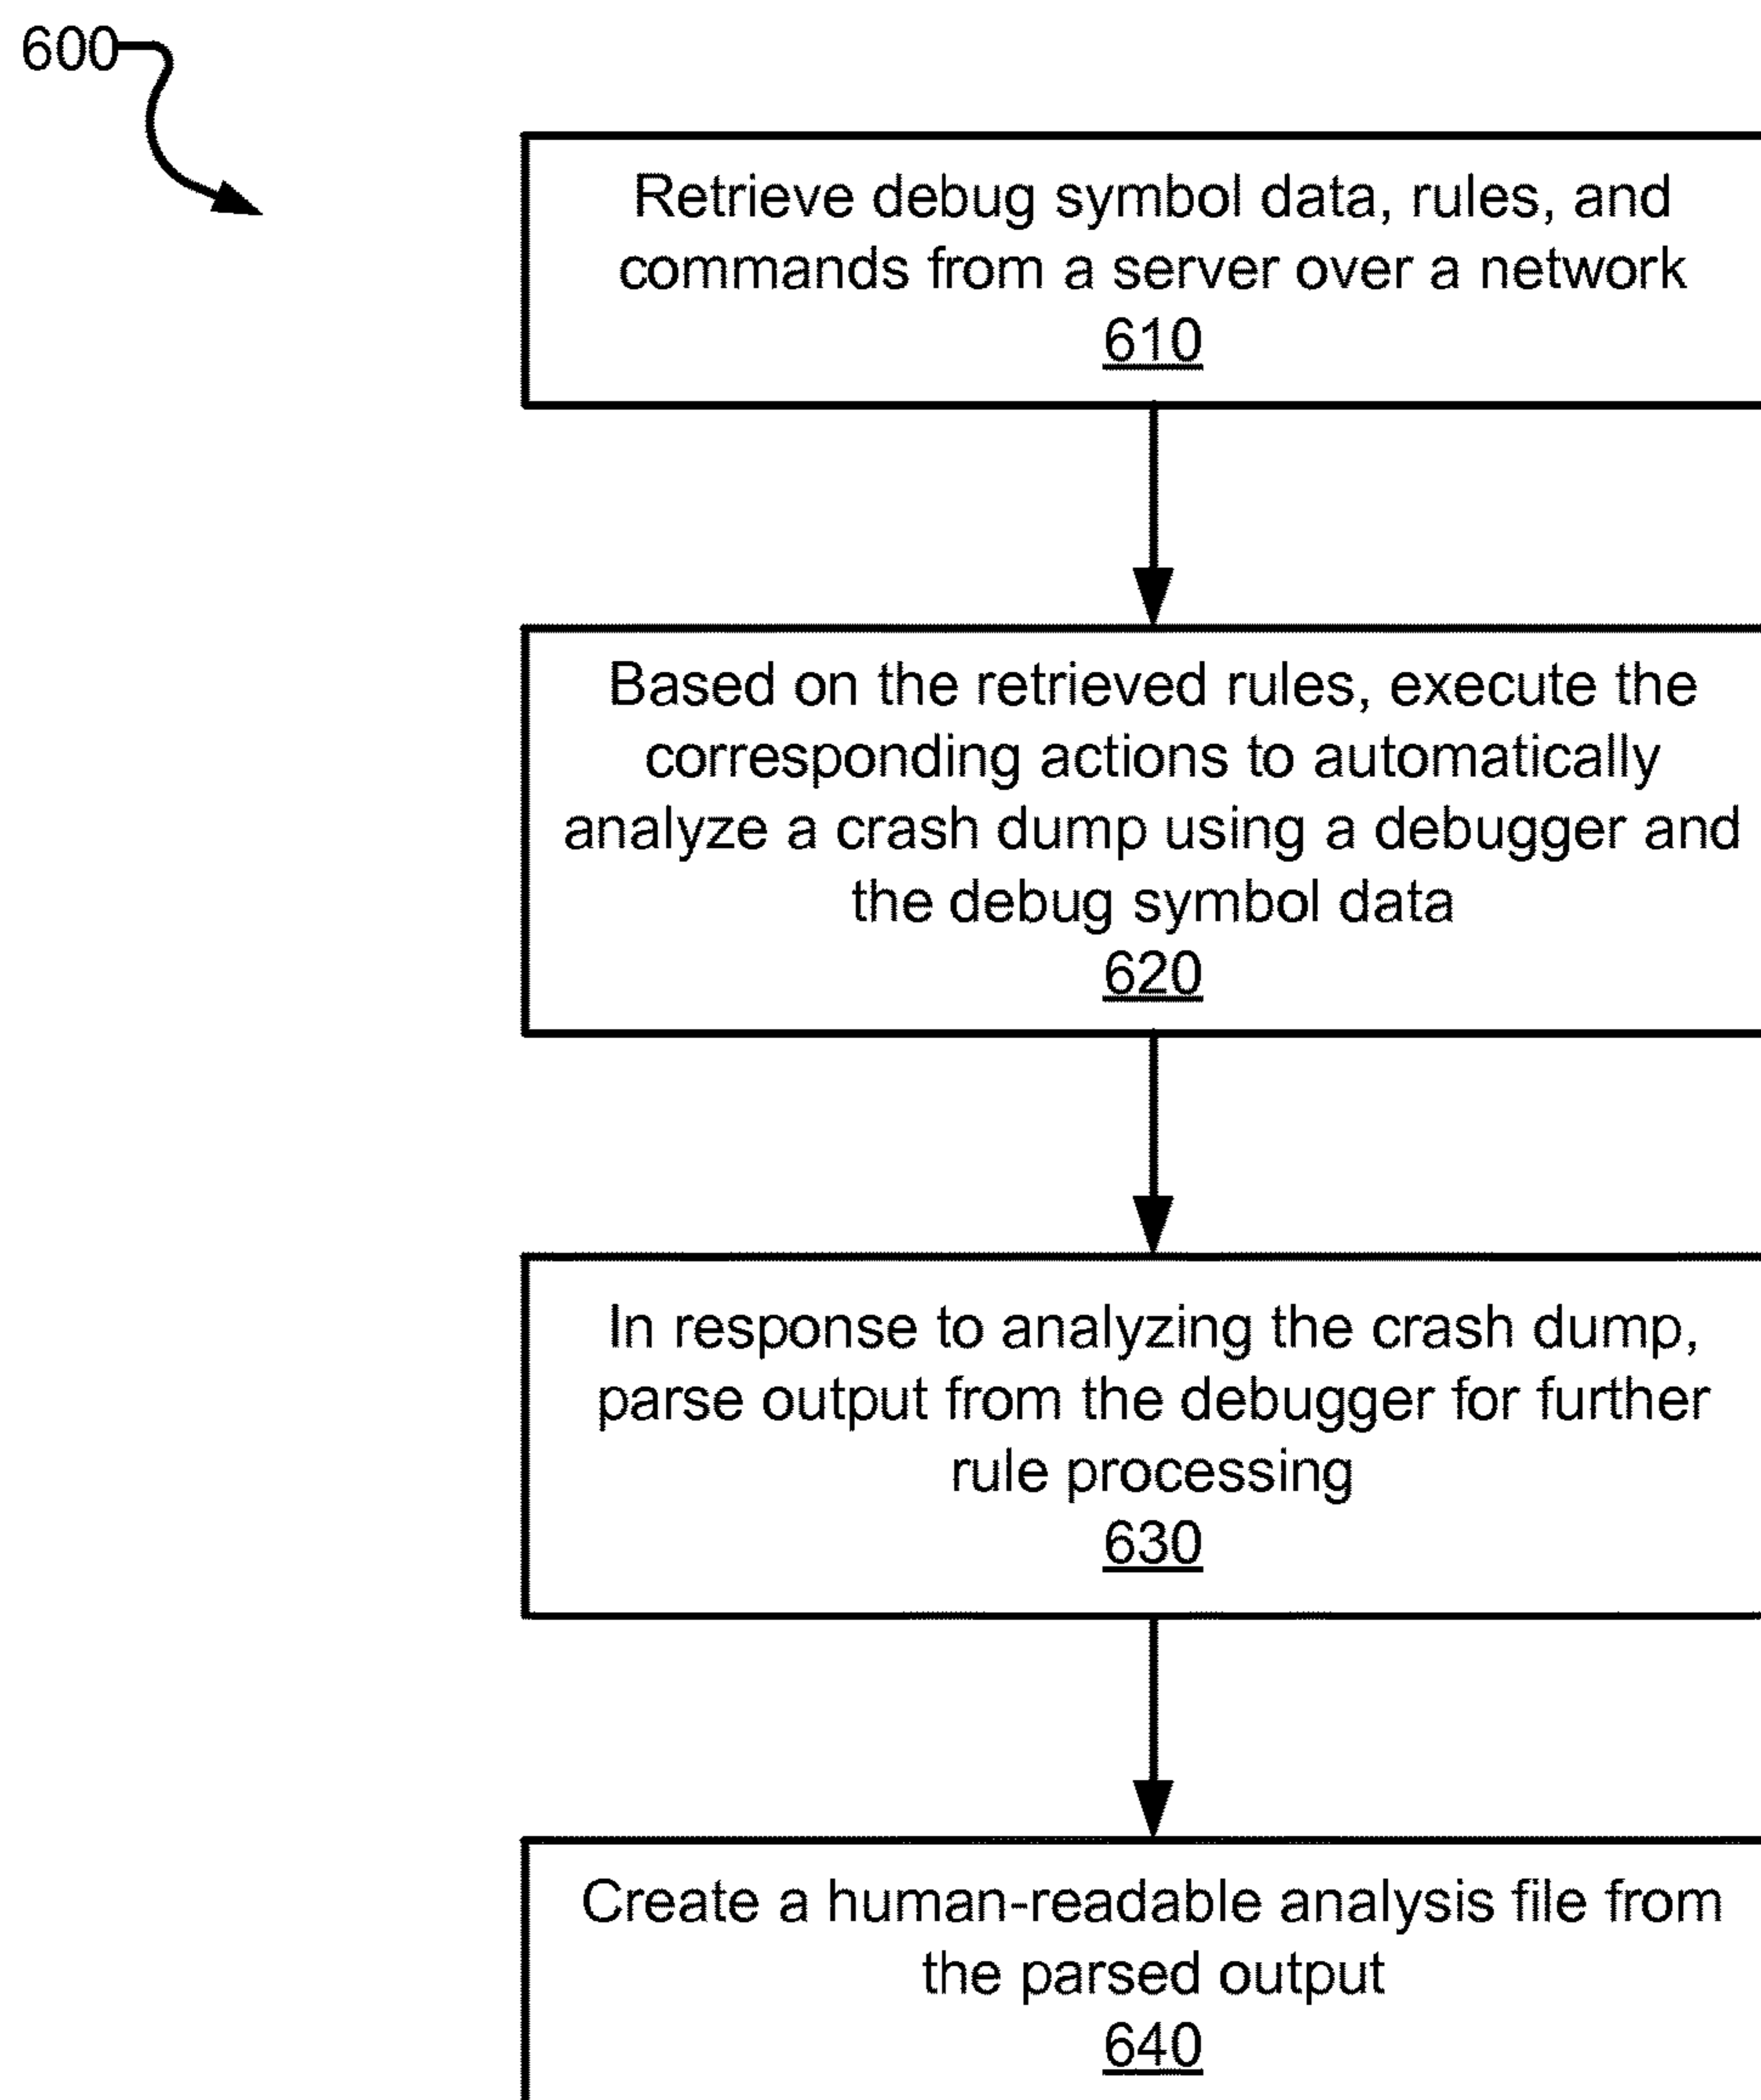 600
Retrieve debug symbol data, rules, and
commands from a server over a network
610
Based on the retrieved rules, execute the
corresponding actions to automatically
analyze a crash dump using a debugger and
the debug symbol data
620
In response to analyzing the crash dump,
parse output from the debugger for further
rule processing
630
Create a human-readable analysis file from
the parsed output
640